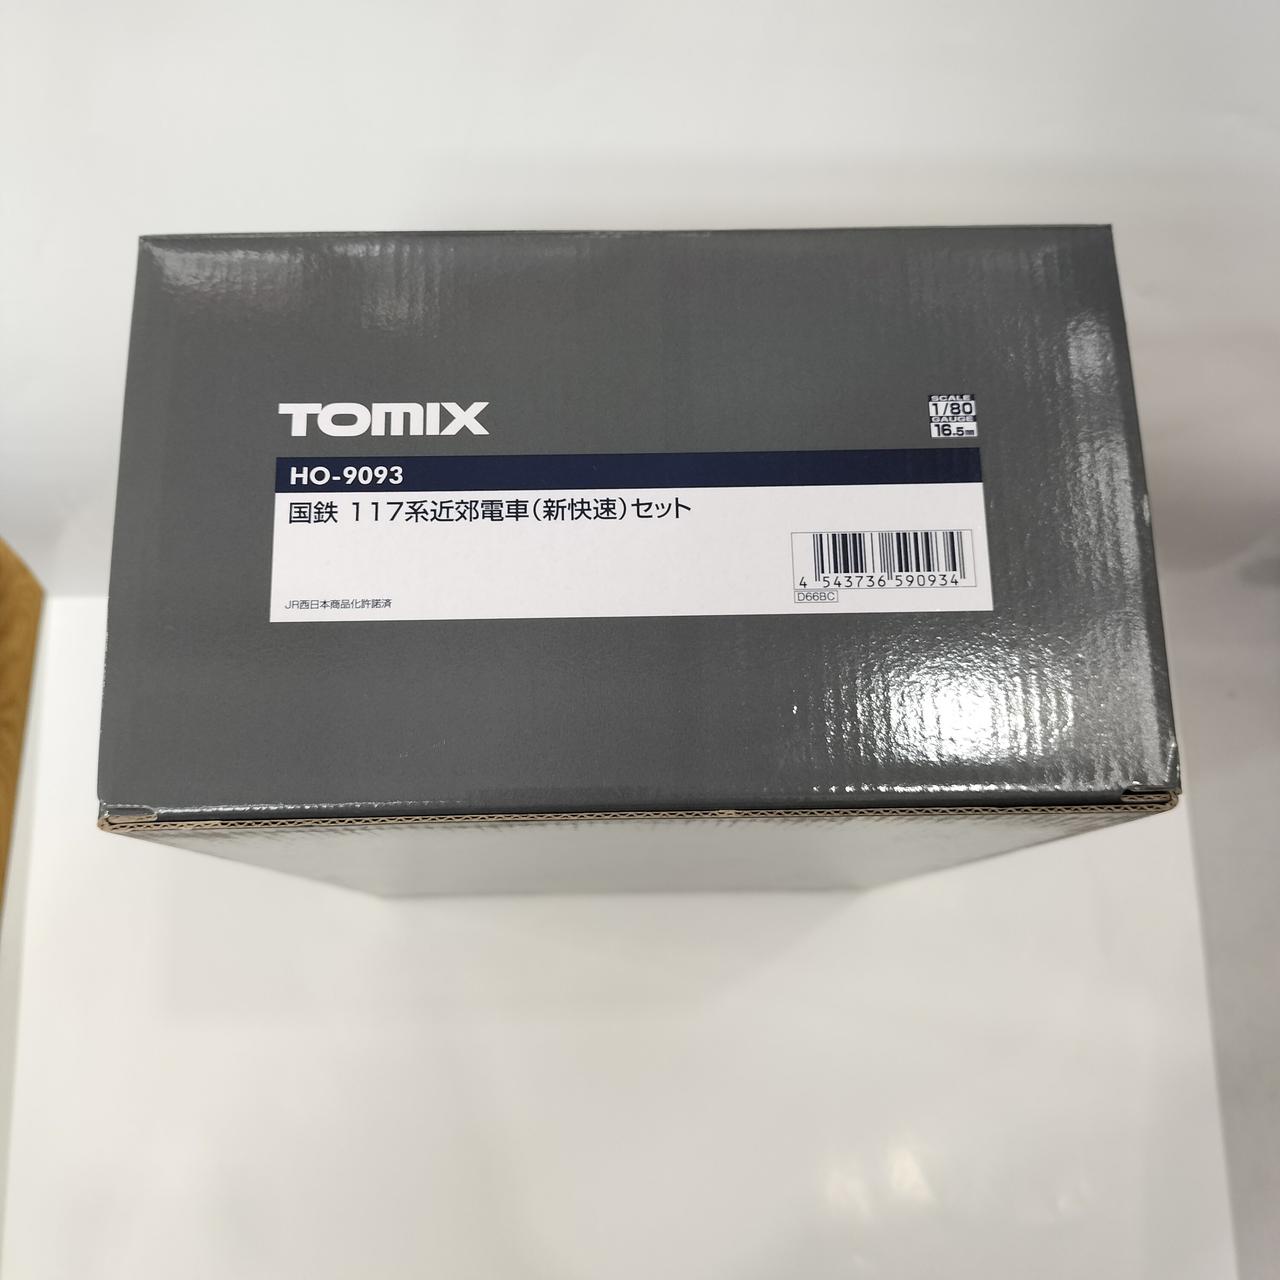 TOMIX
SCALE
1/80
GAUGE
16.5mm
HO-9093
国鉄 117系近郊電車(新快速)セット
4 543736 590934
D66BC
JR西日本商品化許諾済